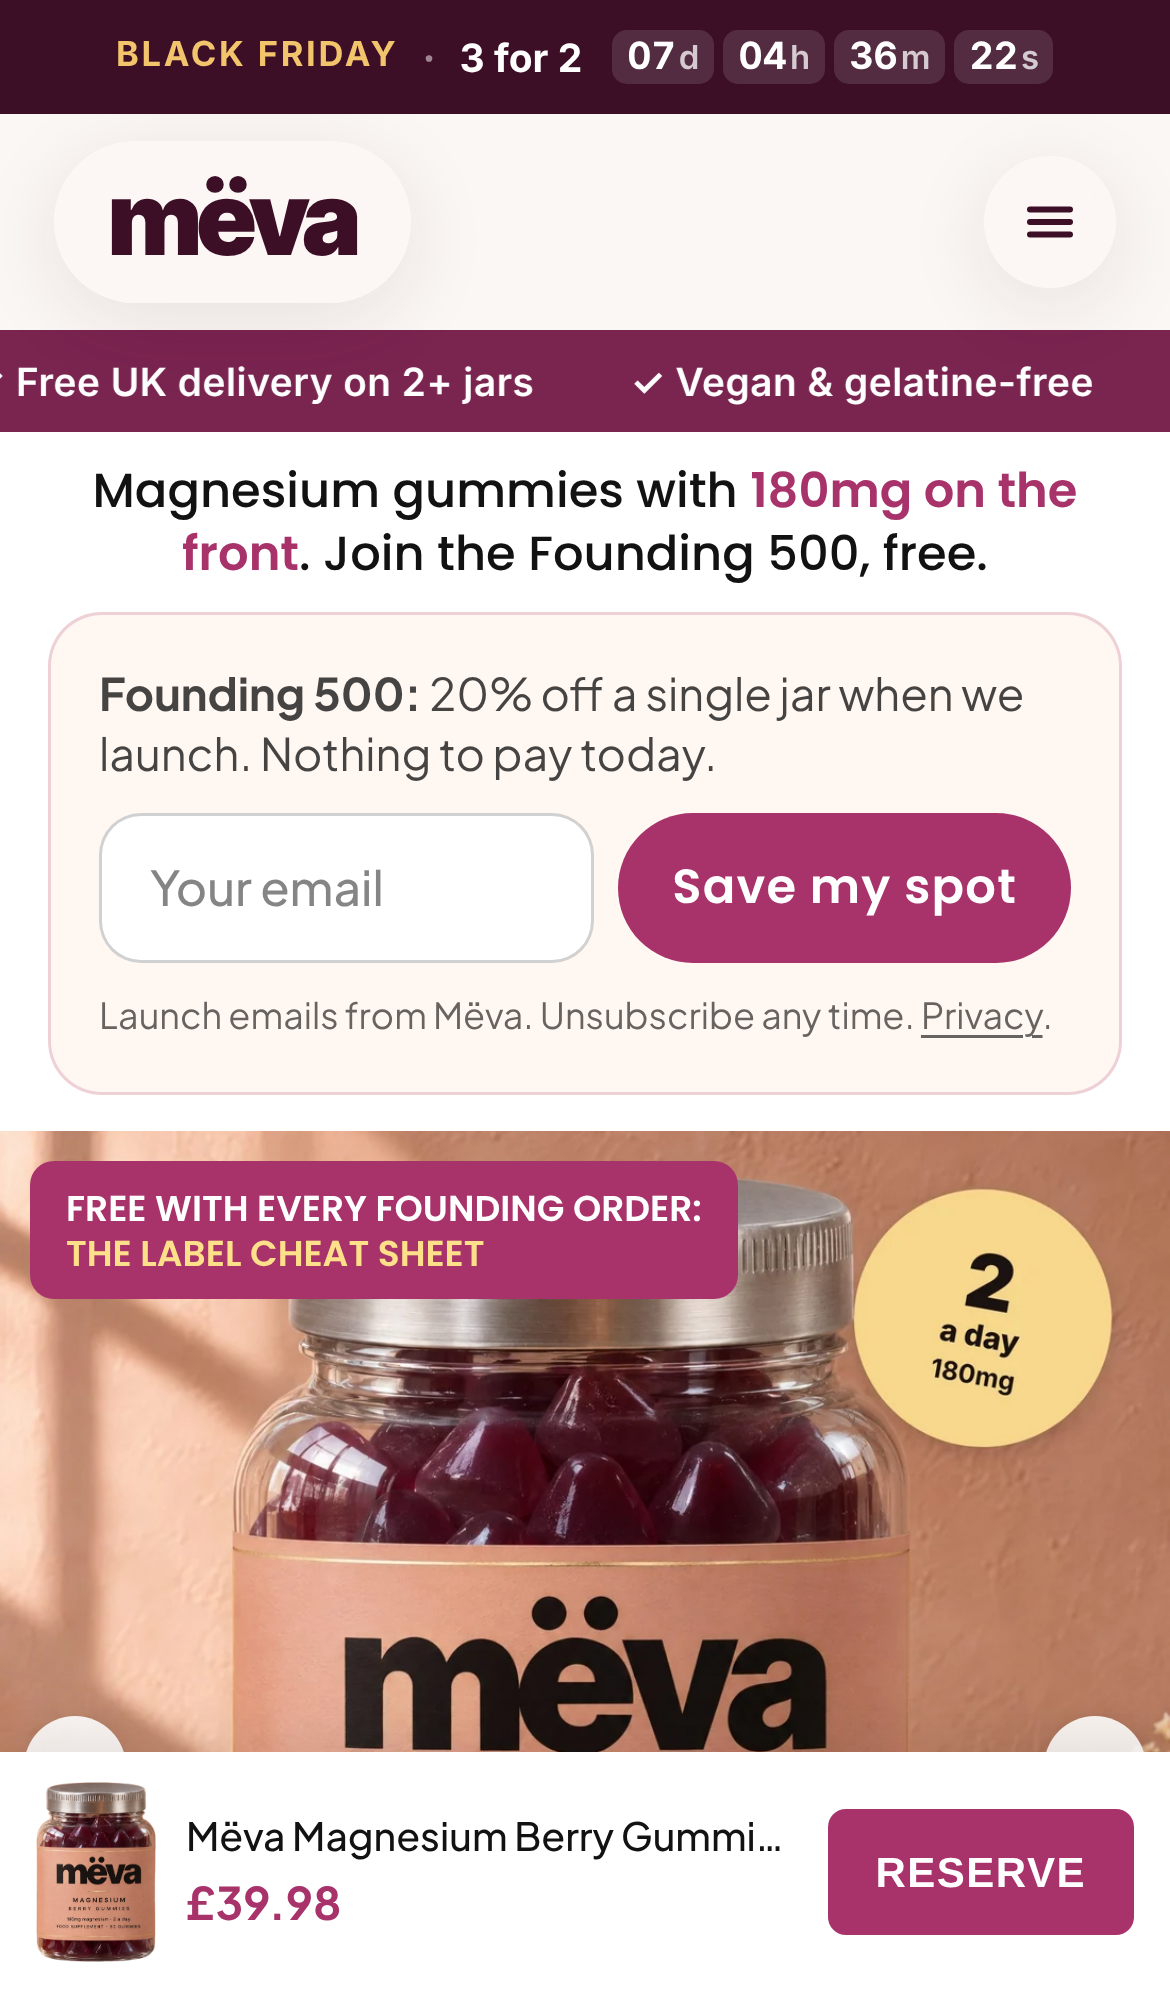 BLACK FRIDAY · 3 for 2 07d 04h 36m 22s
mëva
✓ Free UK delivery on 2+ jars ✓ Vegan & gelatine-free
Magnesium gummies with 180mg on the
front. Join the Founding 500, free.
Founding 500: 20% off a single jar when we
launch. Nothing to pay today.
Your email
Save my spot
Launch emails from Mëva. Unsubscribe any time. Privacy.
FREE WITH EVERY FOUNDING ORDER:
THE LABEL CHEAT SHEET
2
a day
180mg
mëva
mëva
MAGNESIUM
BERRY GUMMIES
180mg magnesium · 2 a day
Mëva Magnesium Berry Gummi...
£39.98
RESERVE